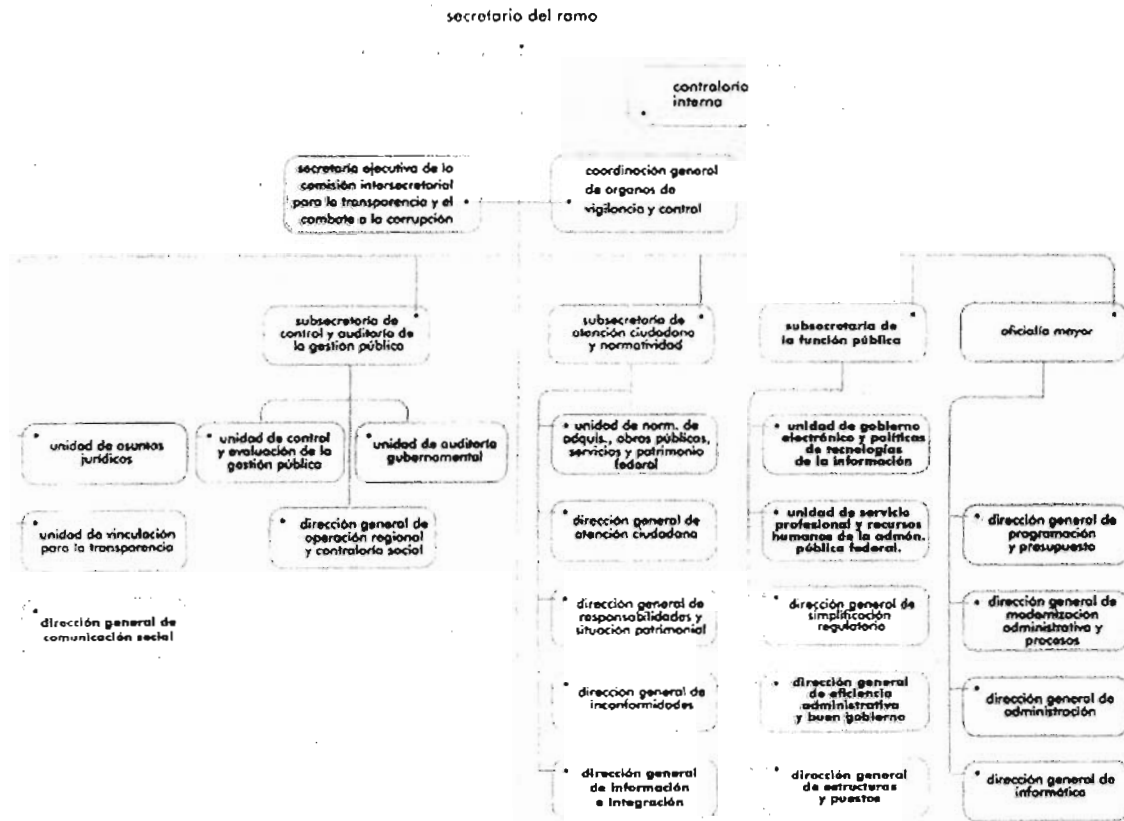 secretario del ramo
contraloría
interna
secretaría ejecutiva de la
comisión intersecretarial
para la transparencia y el
combate a la corrupción
coordinación general
de organos de
vigilancia y control
subsecretoría de
control y auditoría de
la gestión pública
subsecretaría de
atención ciudadana
y normatividad
subsecretaría de
la función pública
oficialía mayor
unidad de asuntos
jurídicos
unidad de control
y evaluación de la
gestión pública
unidad de auditoría
gubernamental
unidad de norm. de
adquis., obras públicas,
servicios y patrimonio
federal
unidad de gobierno
electrónico y políticas
de tecnologías
de la información
unidad de vinculación
para la transparencia
dirección general de
operación regional
y contraloría social
dirección general de
atención ciudadana
unidad de servicio
profesional y recursos
humanos de la admón.
pública federal.
dirección general de
programación
y presupuesto
dirección general de
comunicación social
dirección general de
responsabilidades y
situación patrimonial
dirección general de
simplificación
regulatorio
dirección general de
modernización
administrativa y
procesos
dirección general de
inconformidades
dirección general
de eficiencia
administrativa
y buen gobierno
dirección general de
administración
dirección general
de información
e integración
dirección general
de estructuras
y puestos
dirección general de
informática